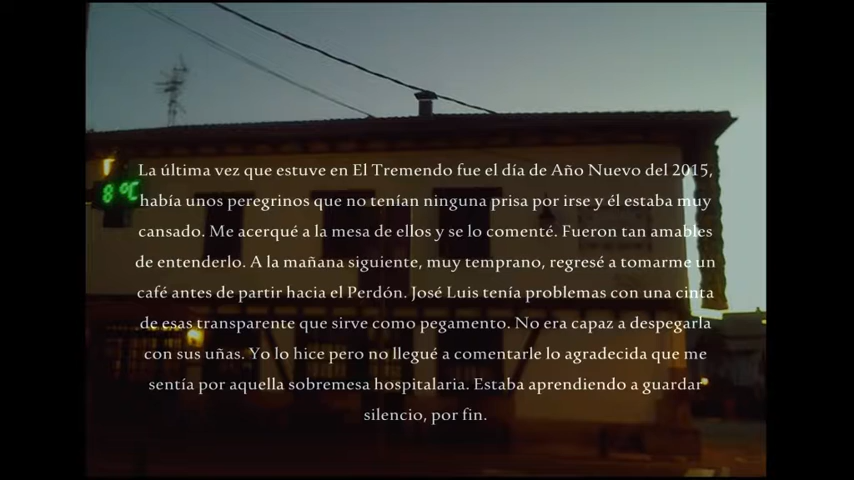 La última vez que estuve en El Tremendo fue el día de Año Nuevo del 2015,
8°C
había unos peregrinos que no tenían ninguna prisa por irse y él estaba muy
cansado. Me acerqué a la mesa de ellos y se lo comenté. Fueron tan amables
de entenderlo. A la mañana siguiente, muy temprano, regresé a tomarme un
café antes de partir hacia el Perdón. José Luis tenía problemas con una cinta
de esas transparente que sirve como pegamento. No era capaz a despegarla
con sus uñas. Yo lo hice pero no llegué a comentarle lo agradecida que me
sentía por aquella sobremesa hospitalaria. Estaba aprendiendo a guardar
silencio, por fin.